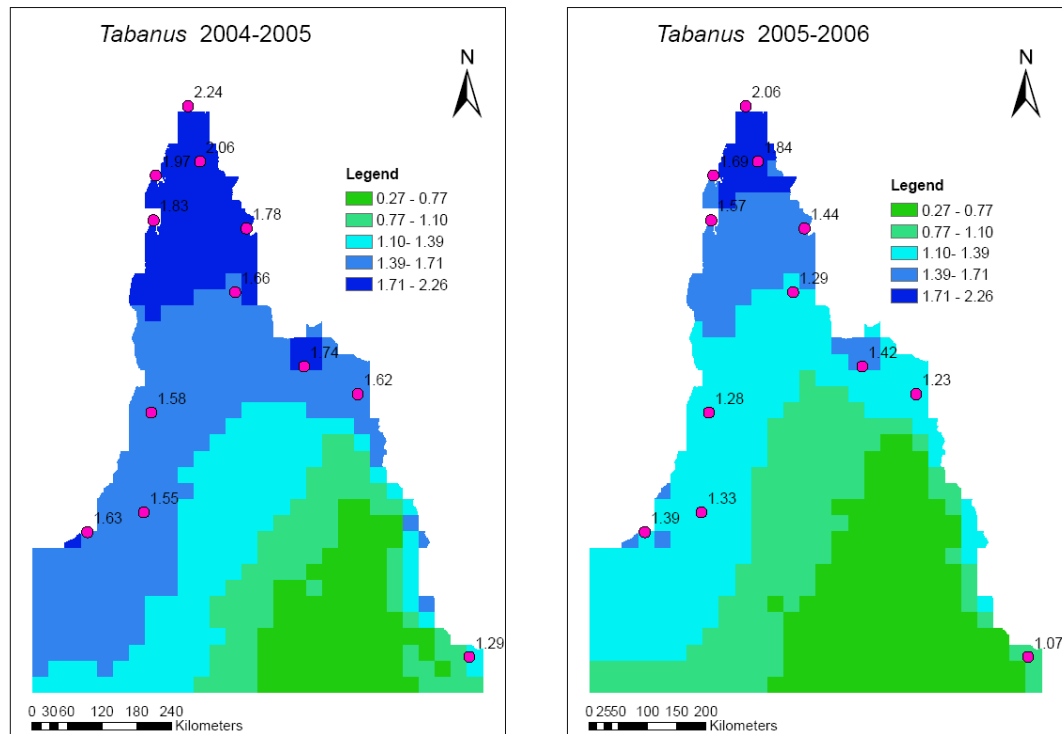 Tabanus 2004-2005
N
2.24
2.06
1.97
1.83
1.78
1.66
1.74
1.62
1.58
1.55
1.63
1.29
Legend
0.27 - 0.77
0.77 - 1.10
1.10- 1.39
1.39- 1.71
1.71 - 2.26
0 30 60 120 180 240
Kilometers
Tabanus 2005-2006
N
2.06
1.84
1.69
1.57
1.44
1.29
1.42
1.23
1.28
1.33
1.39
1.07
Legend
0.27 - 0.77
0.77 - 1.10
1.10- 1.39
1.39 - 1.71
1.71 - 2.26
0 2550 100 150 200
Kilometers